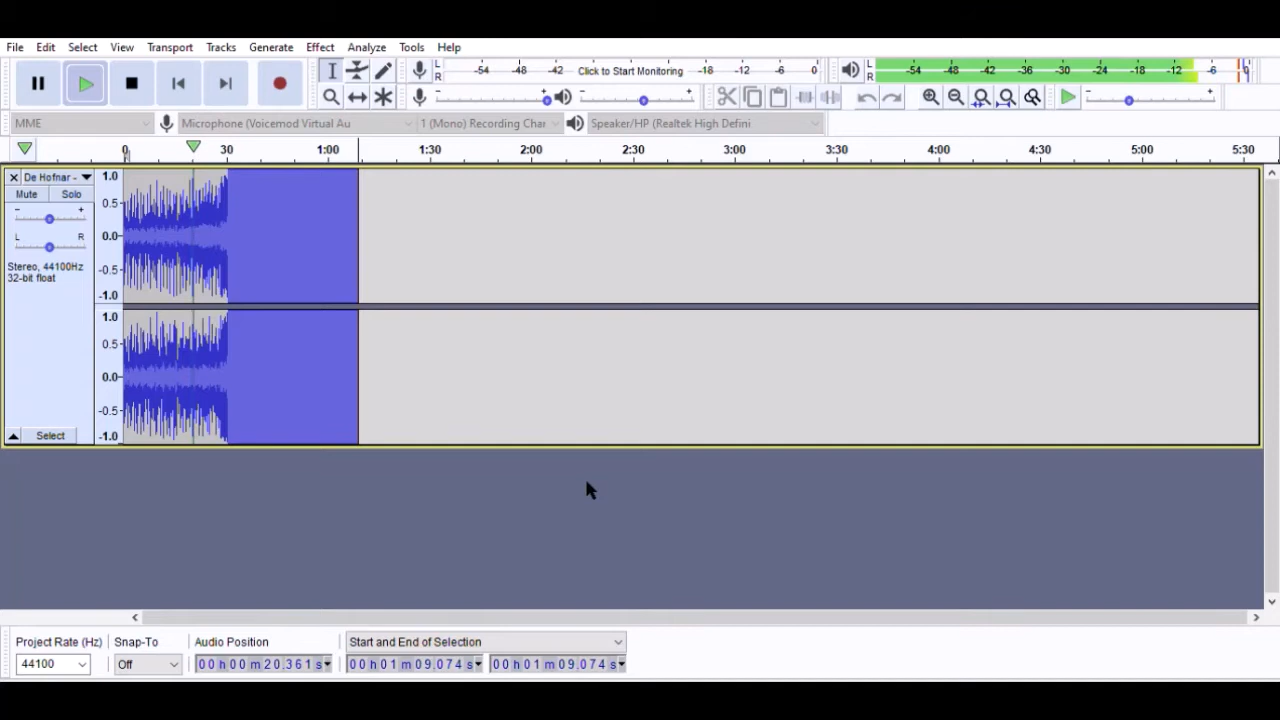 File Edit Select View Transport Tracks Generate Effect Analyze Tools Help
L R -54 -48 -42 Click to Start Monitoring -18 -12 -6 0 L R -54 -48 -42 -36 -30 -24 -18 -12 -6 0
MME Microphone (Voicemod Virtual Au 1 (Mono) Recording Char Speaker/HP (Realtek High Defini
0 30 1:00 1:30 2:00 2:30 3:00 3:30 4:00 4:30 5:00 5:30
De Hofnar -
Mute Solo
- +
L R
Stereo, 44100Hz
32-bit float
Select
1.0
0.5
0.0
-0.5
-1.0
1.0
0.5
0.0
-0.5
-1.0
Project Rate (Hz) Snap-To Audio Position Start and End of Selection
44100 Off 00 h 00 m 20.361 s 00 h 01 m 09.074 s 00 h 01 m 09.074 s